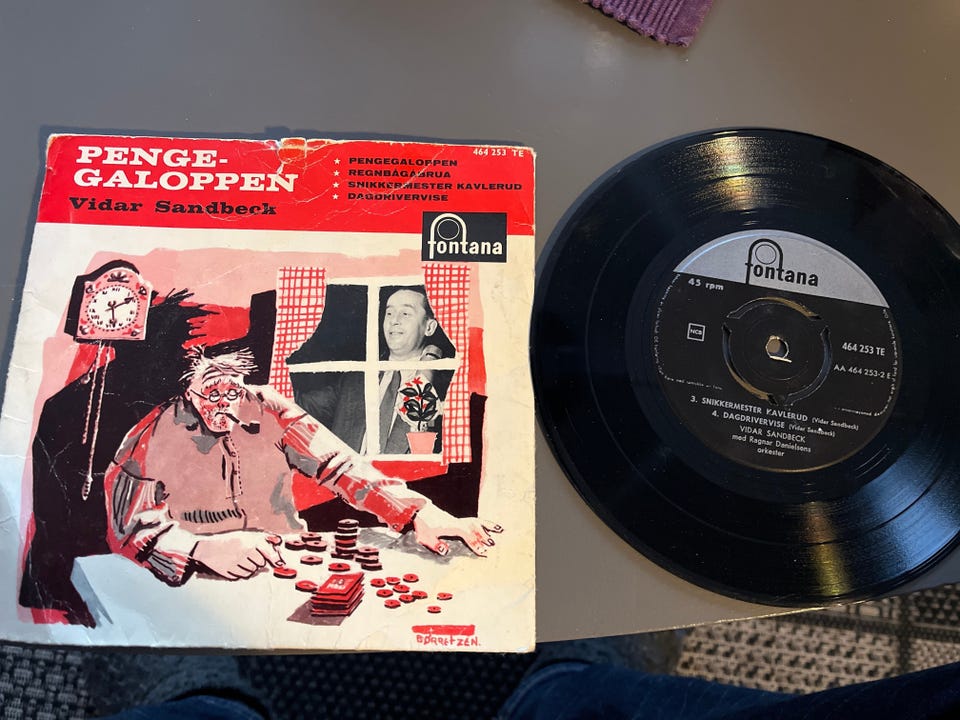 PENGE-
GALOPPEN
Vidar Sandbeck
464 253 TE
★ PENGEGALOPPEN
★ REGNBÅGÅBRUA
★ SNIKKERMESTER KAVLERUD
★ DAGDRIVERVISE
fontana
BØRRETZEN.
fontana
45 rpm
NCB
464 253 TE
AA 464 253-2 E
3. SNIKKERMESTER KAVLERUD (Vidar Sandbeck)
4. DAGDRIVERVISE (Vidar Sandbeck)
VIDAR SANDBECK
med Ragnar Danielsens
orkester